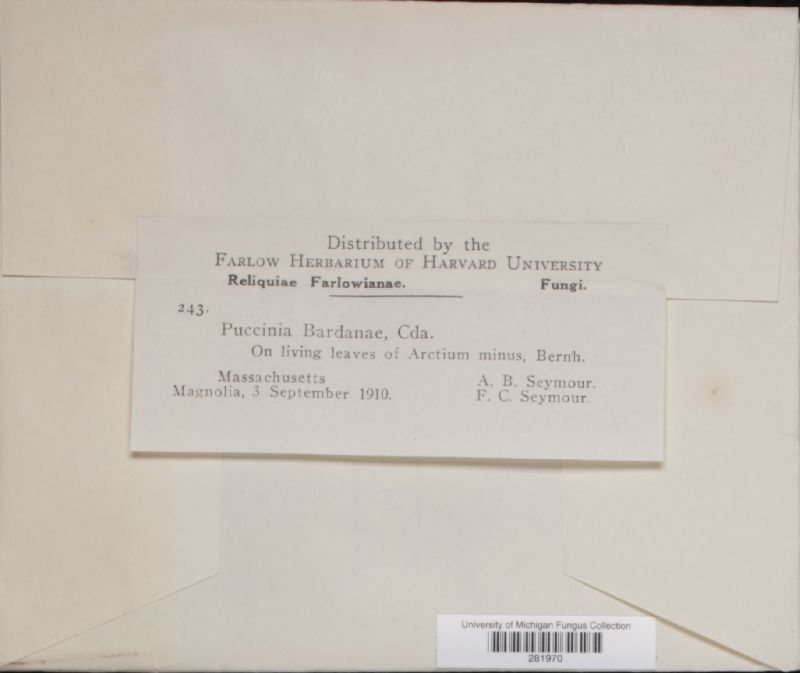 Distributed by the
FARLOW HERBARIUM OF HARVARD UNIVERSITY
Reliquiae Farlowianae. Fungi.
243.
Puccinia Bardanae, Cda.
On living leaves of Arctium minus, Bernh.
Massachusetts A. B. Seymour.
Magnolia, 3 September 1910. F. C. Seymour.
University of Michigan Fungus Collection
281970